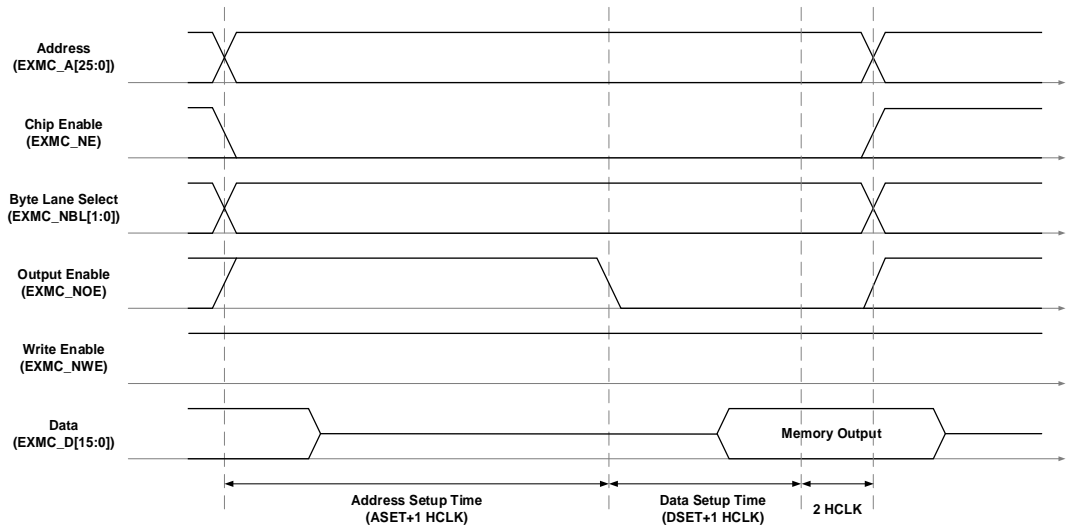 Address
(EXMC_A[25:0])
Chip Enable
(EXMC_NE)
Byte Lane Select
(EXMC_NBL[1:0])
Output Enable
(EXMC_NOE)
Write Enable
(EXMC_NWE)
Data
(EXMC_D[15:0])
Memory Output
Address Setup Time
(ASET+1 HCLK)
Data Setup Time
(DSET+1 HCLK)
2 HCLK